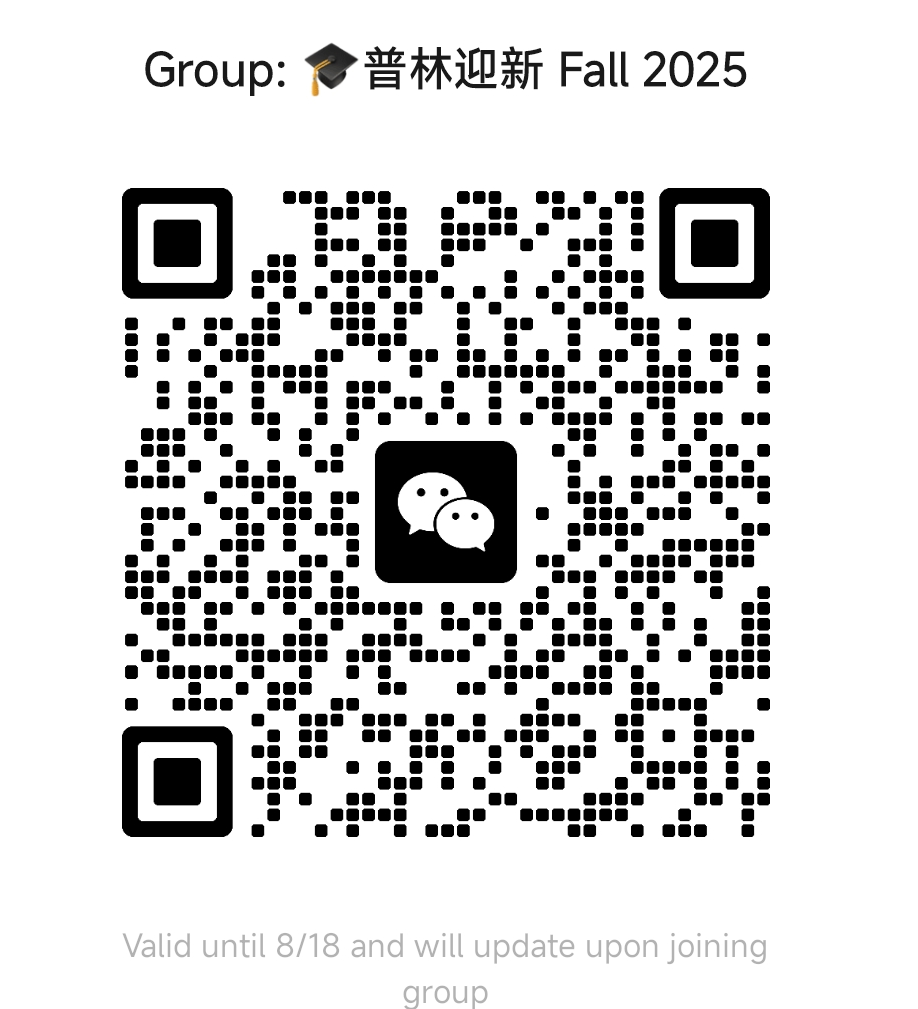 Group: 🎓普林迎新 Fall 2025
Valid until 8/18 and will update upon joining
group